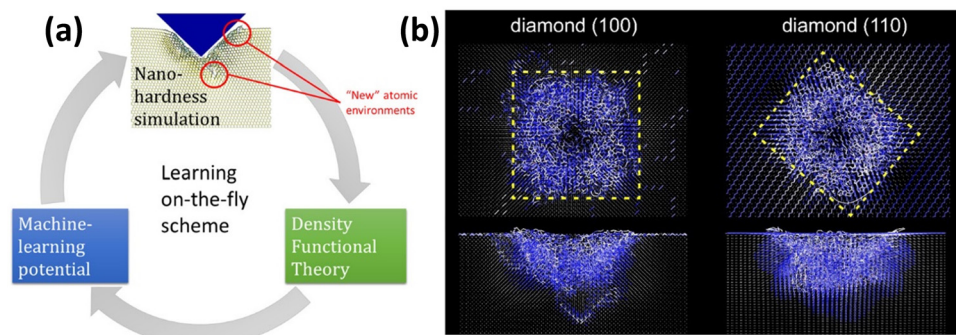 (a)
Nano-
hardness
simulation
"New" atomic
environments
Learning
on-the-fly
scheme
Machine-
learning
potential
Density
Functional
Theory
(b)
diamond (100)
diamond (110)